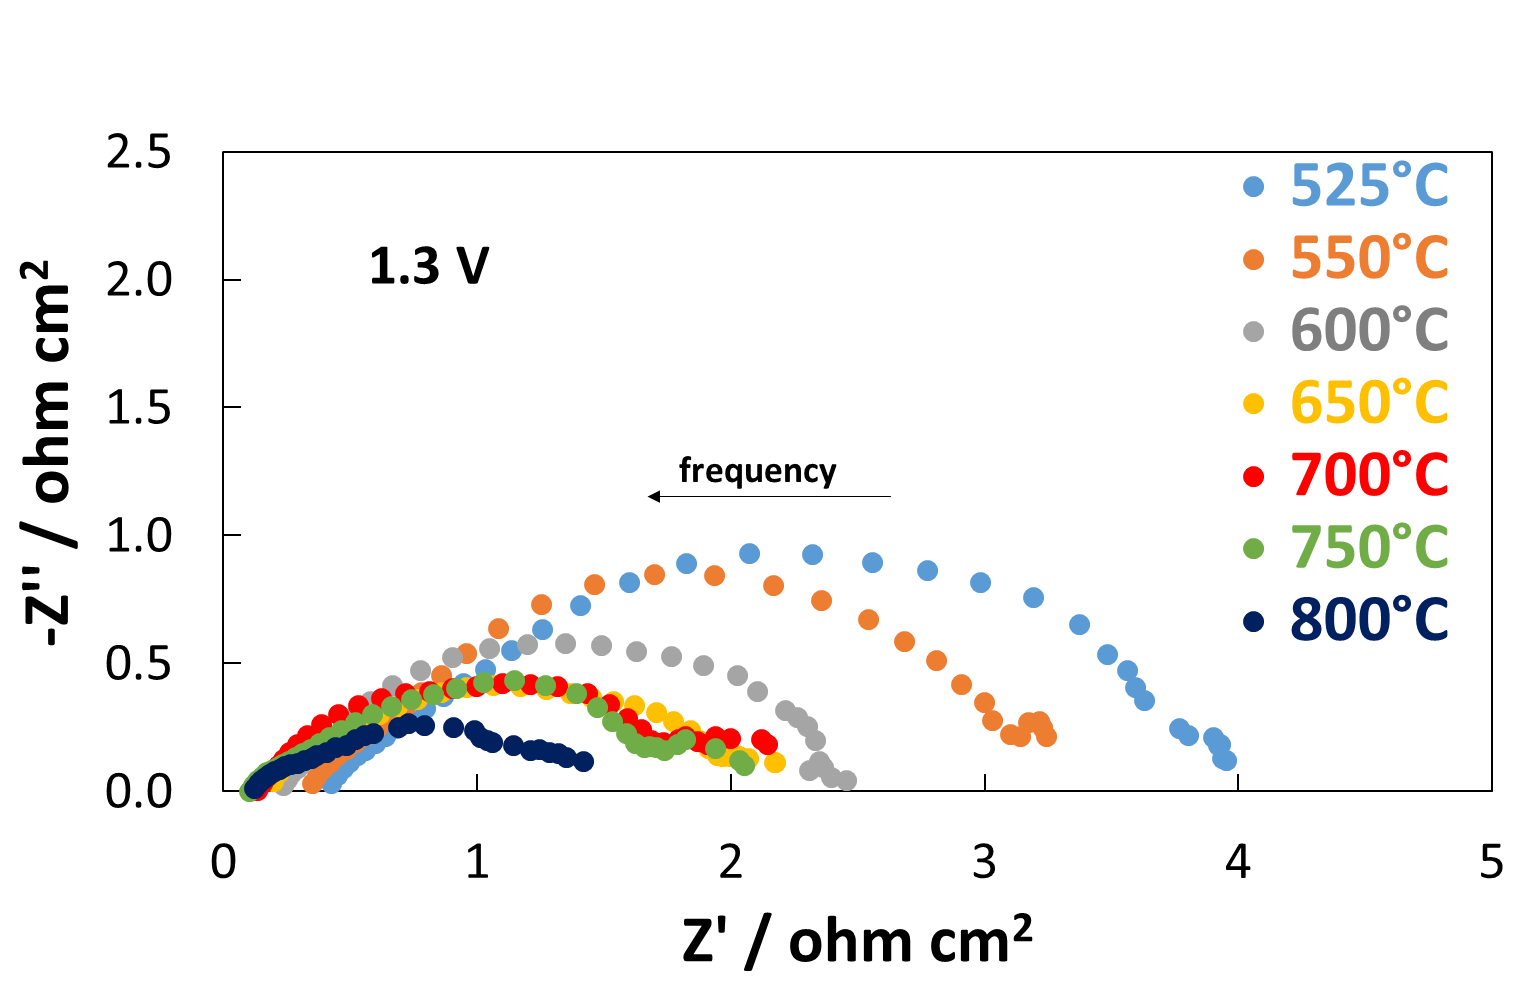 2.5
2.0
1.5
1.0
0.5
0.0
-Z" / ohm cm²
1.3 V
frequency
525°C
550°C
600°C
650°C
700°C
750°C
800°C
0 1 2 3 4 5
Z' / ohm cm²